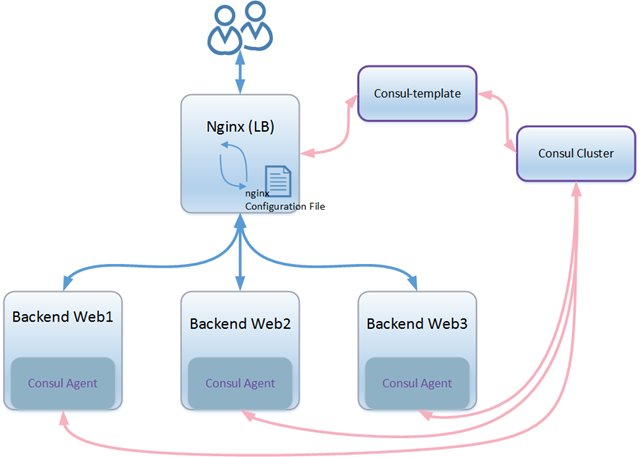 Consul-template
Nginx (LB)
Consul Cluster
nginx
Configuration File
Backend Web1
Backend Web2
Backend Web3
Consul Agent
Consul Agent
Consul Agent